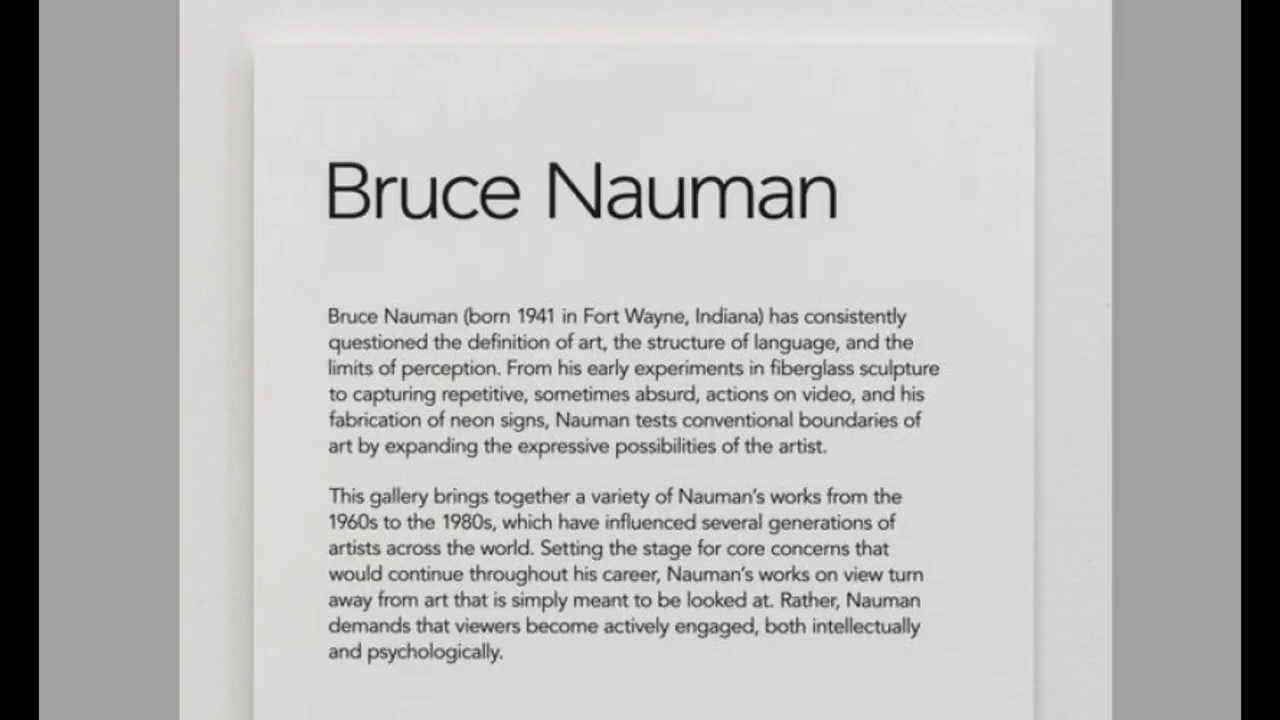 Bruce Nauman
Bruce Nauman (born 1941 in Fort Wayne, Indiana) has consistently
questioned the definition of art, the structure of language, and the
limits of perception. From his early experiments in fiberglass sculpture
to capturing repetitive, sometimes absurd, actions on video, and his
fabrication of neon signs, Nauman tests conventional boundaries of
art by expanding the expressive possibilities of the artist.
This gallery brings together a variety of Nauman’s works from the
1960s to the 1980s, which have influenced several generations of
artists across the world. Setting the stage for core concerns that
would continue throughout his career, Nauman’s works on view turn
away from art that is simply meant to be looked at. Rather, Nauman
demands that viewers become actively engaged, both intellectually
and psychologically.